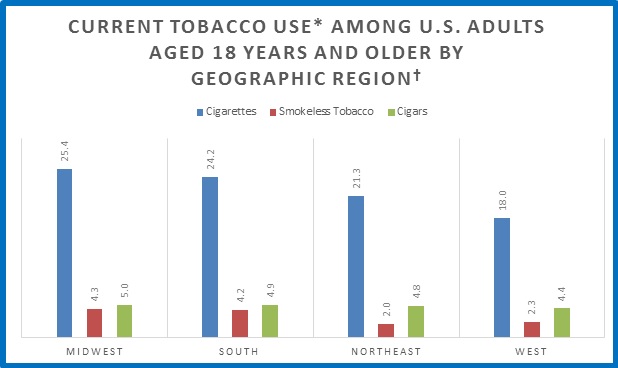 CURRENT TOBACCO USE* AMONG U.S. ADULTS
AGED 18 YEARS AND OLDER BY
GEOGRAPHIC REGION†
Cigarettes Smokeless Tobacco Cigars
25.4 4.3 5.0 24.2 4.2 4.9 21.3 2.0 4.8 18.0 2.3 4.4
MIDWEST SOUTH NORTHEAST WEST